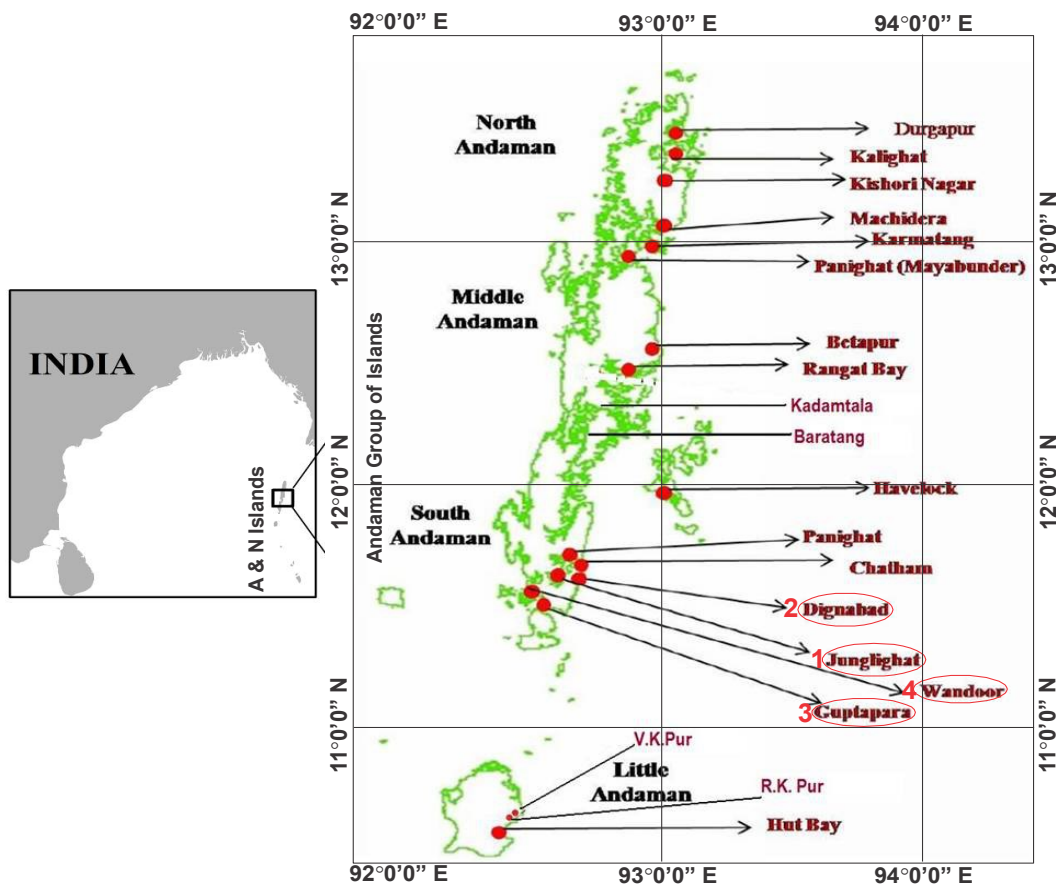 92°0'0” E
93°0'0” E
94°0'0” E
North
Andaman
Durgapur
Kalighat
Kishori Nagar
Machidera
Karmatang
Panighat (Mayabunder)
13°0'0” N
13°0'0” N
Middle
Andaman
Betapur
Rangat Bay
Kadamtala
Baratang
INDIA
A & N Islands
Andaman Group of Islands
12°0'0” N
12°0'0” N
Havelock
South
Andaman
Panighat
Chatham
2 Dignabad
1 Junglighat
4 Wandoor
3 Guptapara
11°0'0” N
11°0'0” N
V.K.Pur
Little
Andaman
R.K. Pur
Hut Bay
92°0'0” E
93°0'0” E
94°0'0” E